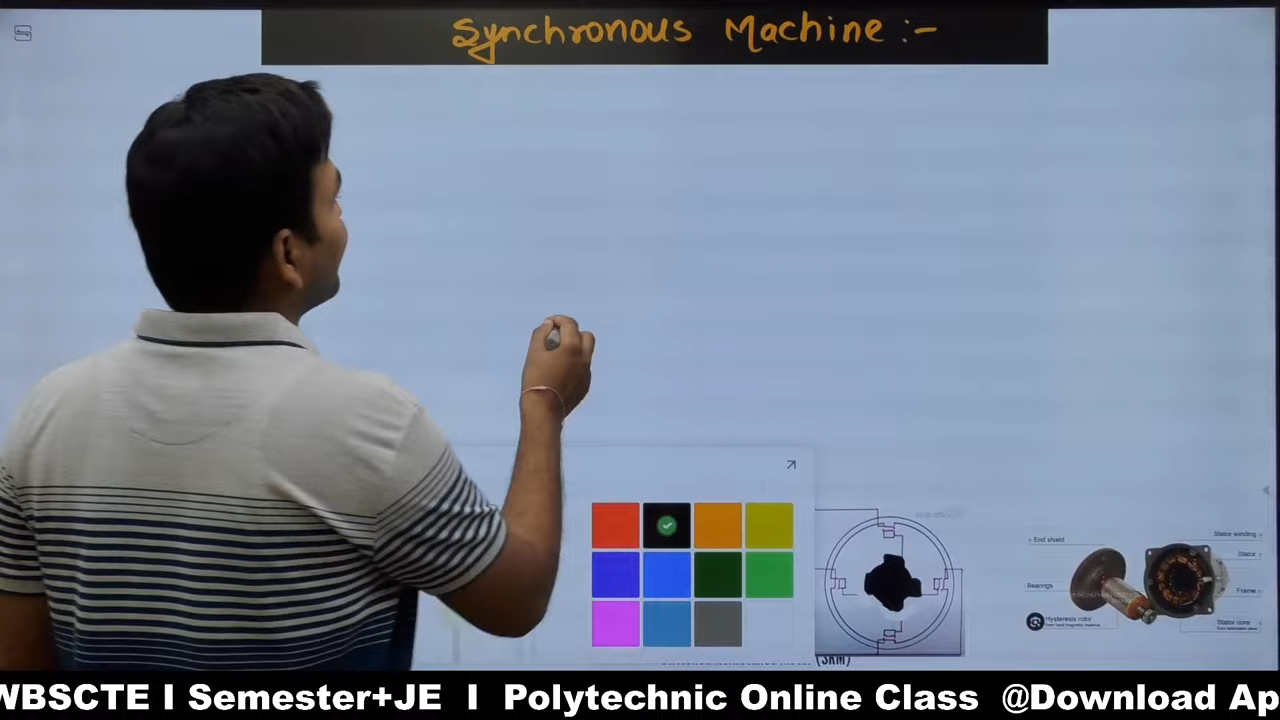 Synchronous Machine :-
End shield
Bearings
Hysteresis rotor
Stator winding
Stator
Frame
Stator core
(SRM)
WBSCTE I Semester+JE I Polytechnic Online Class @Download Ap